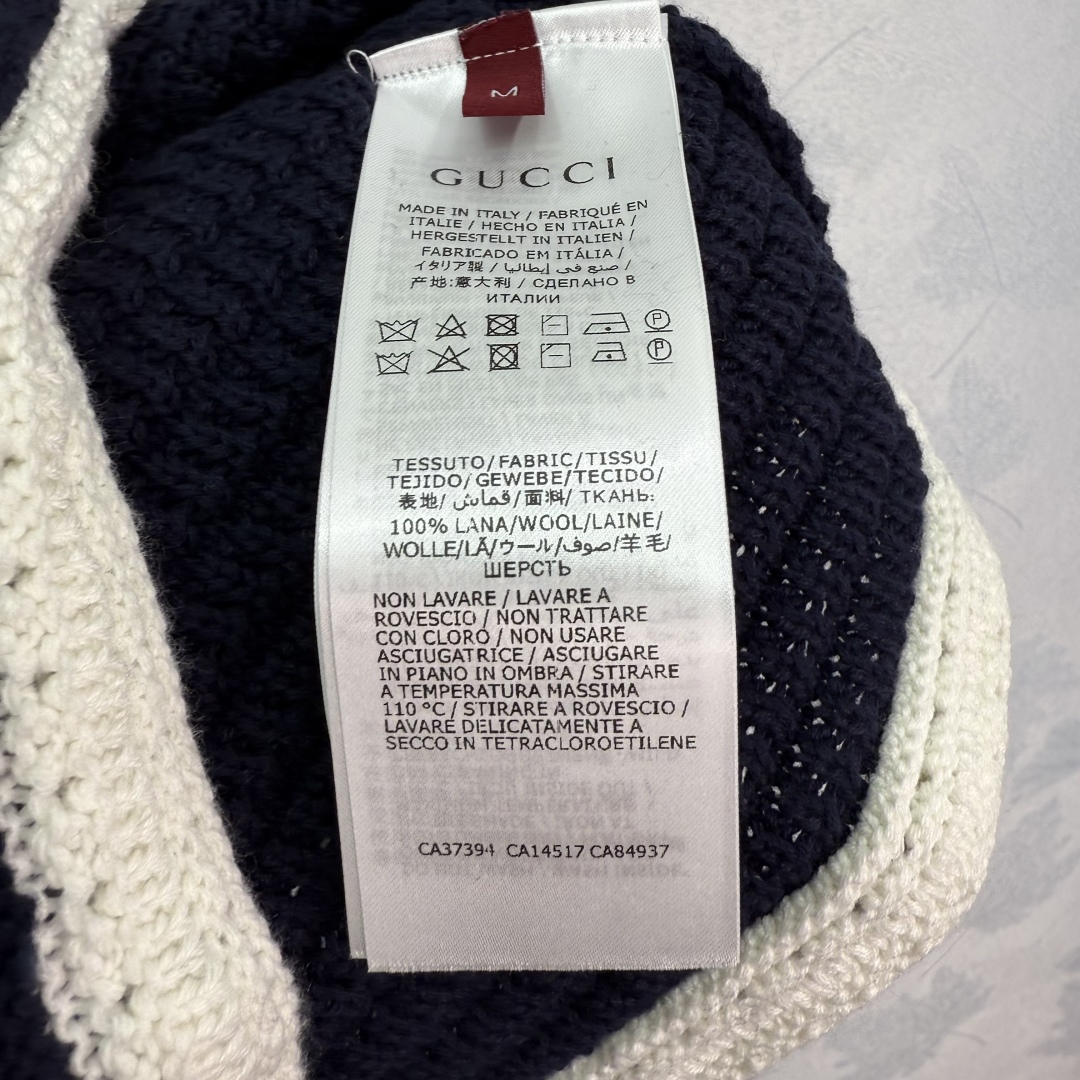 M
GUCCI
MADE IN ITALY / FABRIQUÉ EN
ITALIE / HECHO EN ITALIA /
HERGESTELLT IN ITALIEN /
FABRICADO EM ITÁLIA /
イタリア製 / صنع في إيطاليا /
产地:意大利 / СДЕЛАНО В
ИТАЛИИ
P
P
TESSUTO/FABRIC/TISSU/
TEJIDO/GEWEBE/TECIDO/
表地/ قماش /面料/ ТКАНЬ:
100% LANA/WOOL/LAINE/
WOLLE/LÃ/ウール/صوف/羊毛/
ШЕРСТЬ
NON LAVARE / LAVARE A
ROVESCIO / NON TRATTARE
CON CLORO / NON USARE
ASCIUGATRICE / ASCIUGARE
IN PIANO IN OMBRA / STIRARE
A TEMPERATURA MASSIMA
110 °C / STIRARE A ROVESCIO /
LAVARE DELICATAMENTE A
SECCO IN TETRACLOROETILENE
CA37394 CA14517 CA84937